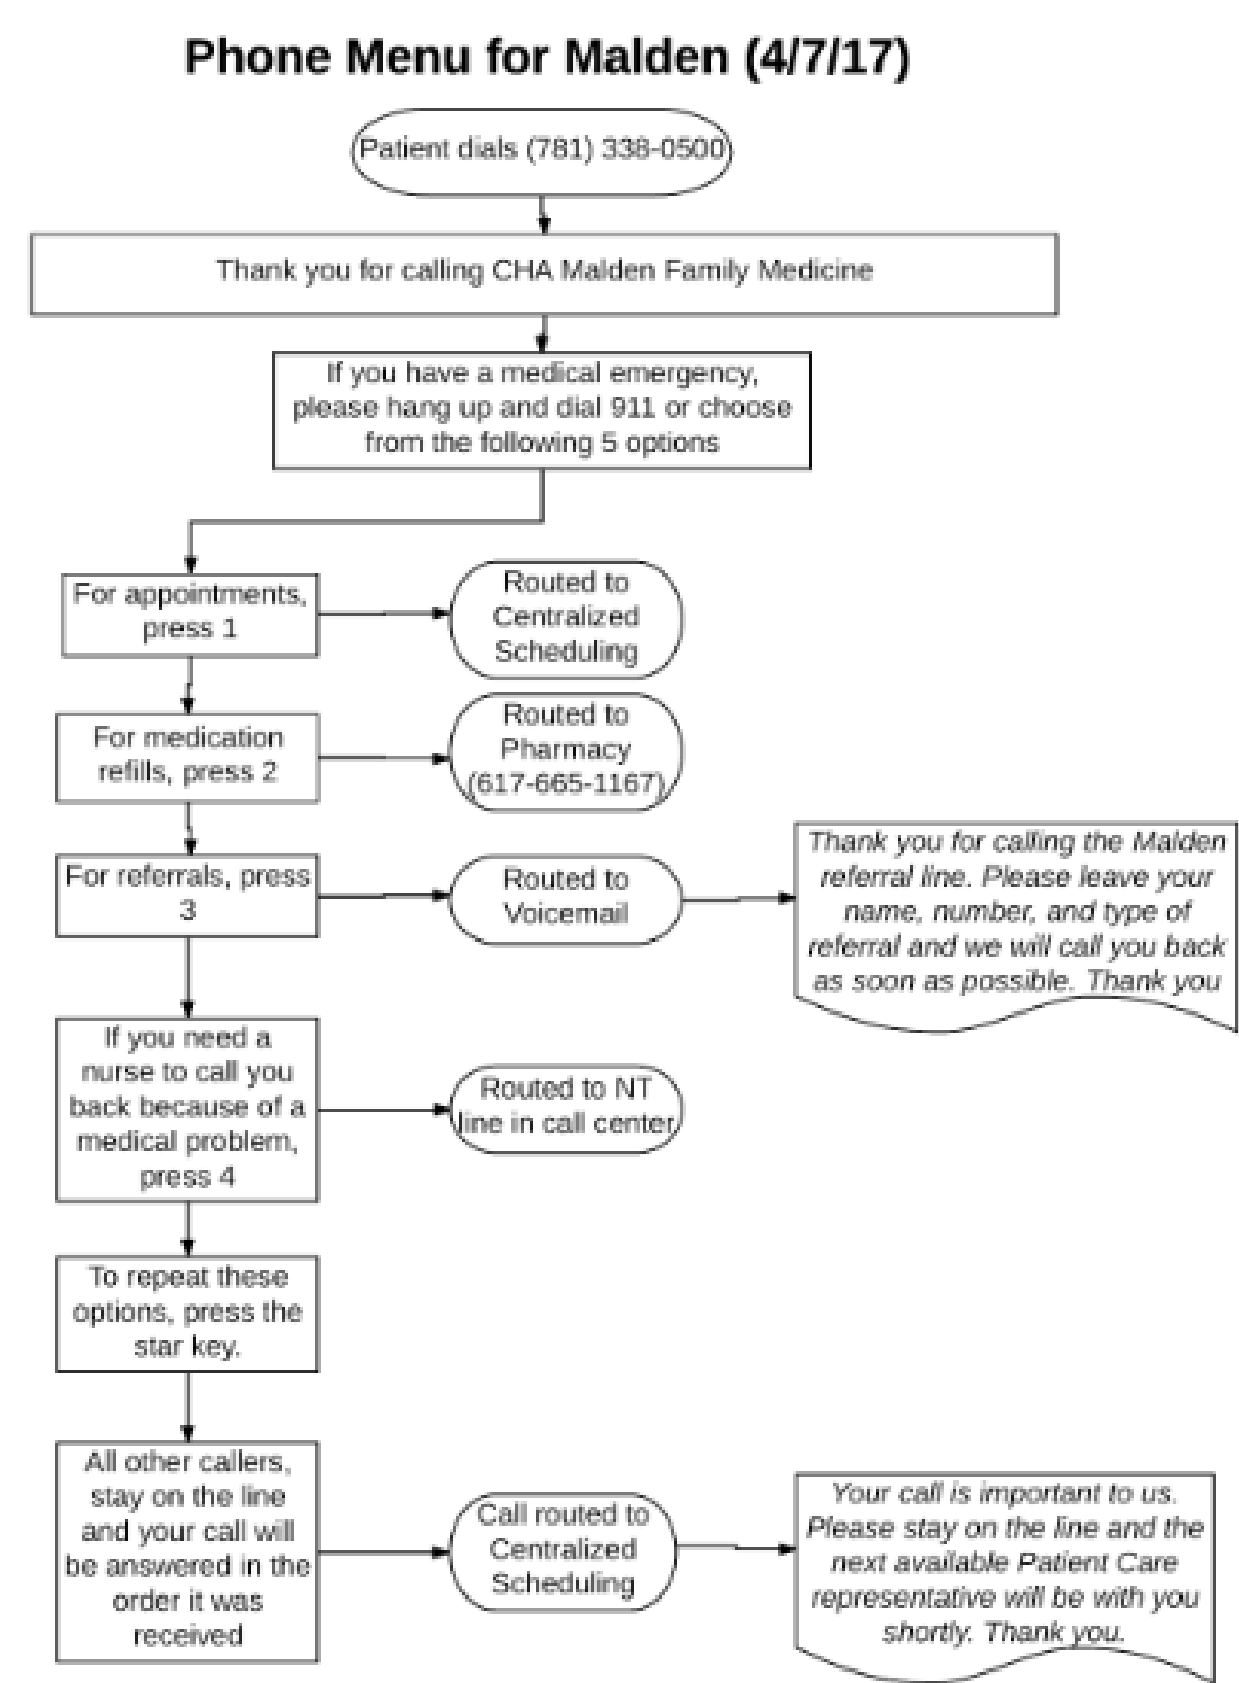 Phone Menu for Malden (4/7/17)
Patient dials (781) 338-0500
Thank you for calling CHA Malden Family Medicine
If you have a medical emergency,
please hang up and dial 911 or choose
from the following 5 options
For appointments,
press 1
Routed to
Centralized
Scheduling
For medication
refills, press 2
Routed to
Pharmacy
(617-665-1167)
For referrals, press
3
Routed to
Voicemail
Thank you for calling the Malden
referral line. Please leave your
name, number, and type of
referral and we will call you back
as soon as possible. Thank you
If you need a
nurse to call you
back because of a
medical problem,
press 4
Routed to NT
line in call center
To repeat these
options, press the
star key.
All other callers,
stay on the line
and your call will
be answered in the
order it was
received
Call routed to
Centralized
Scheduling
Your call is important to us.
Please stay on the line and the
next available Patient Care
representative will be with you
shortly. Thank you.